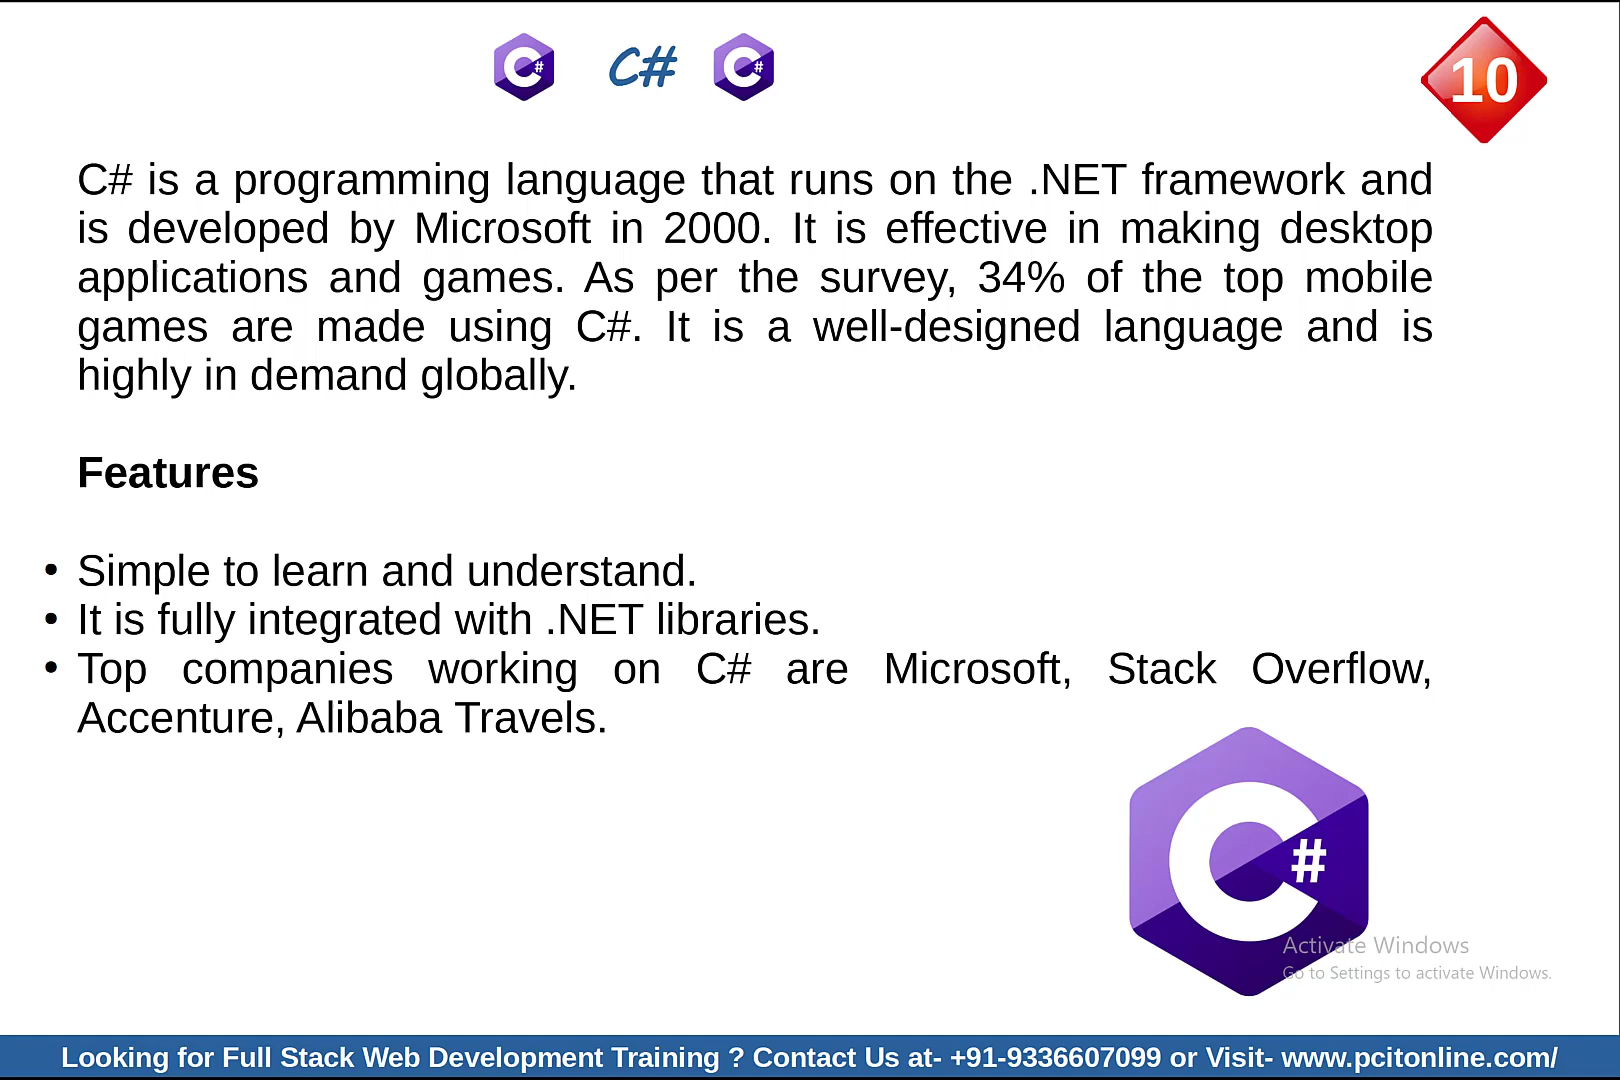 C# C# C#
10
C# is a programming language that runs on the .NET framework and
is developed by Microsoft in 2000. It is effective in making desktop
applications and games. As per the survey, 34% of the top mobile
games are made using C#. It is a well-designed language and is
highly in demand globally.
Features
• Simple to learn and understand.
• It is fully integrated with .NET libraries.
• Top companies working on C# are Microsoft, Stack Overflow,
Accenture, Alibaba Travels.
C#
Activate Windows
Go to Settings to activate Windows.
Looking for Full Stack Web Development Training ? Contact Us at- +91-9336607099 or Visit- www.pcitonline.com/